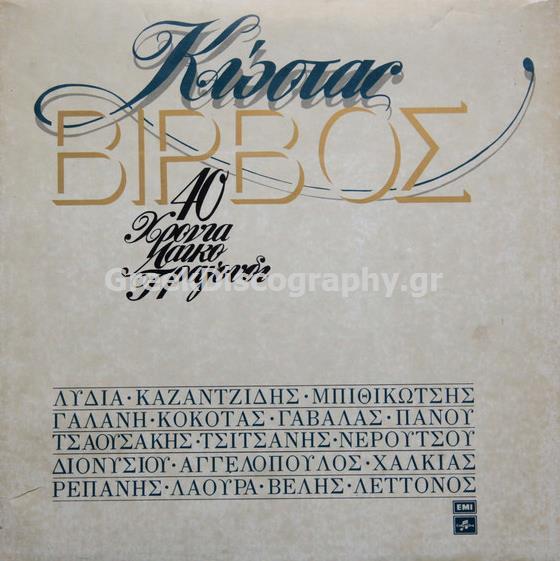 Κώστας
ΒΙΡΒΟΣ
40
Χρόνια
Λαϊκό
Τραγούδι
GreekDiscography.gr
ΛΥΔΙΑ·ΚΑΖΑΝΤΖΙΔΗΣ·ΜΠΙΘΙΚΩΤΣΗΣ
ΓΑΛΑΝΗ·ΚΟΚΟΤΑΣ·ΓΑΒΑΛΑΣ·ΠΑΝΟΥ
ΤΣΑΟΥΣΑΚΗΣ·ΤΣΙΤΣΑΝΗΣ·ΝΕΡΟΥΤΣΟΥ
ΔΙΟΝΥΣΙΟΥ·ΑΓΓΕΛΟΠΟΥΛΟΣ·ΧΑΛΚΙΑΣ
ΡΕΠΑΝΗΣ·ΛΑΟΥΡΑ·ΒΕΛΗΣ·ΛΕΤΤΟΝΟΣ
EMI